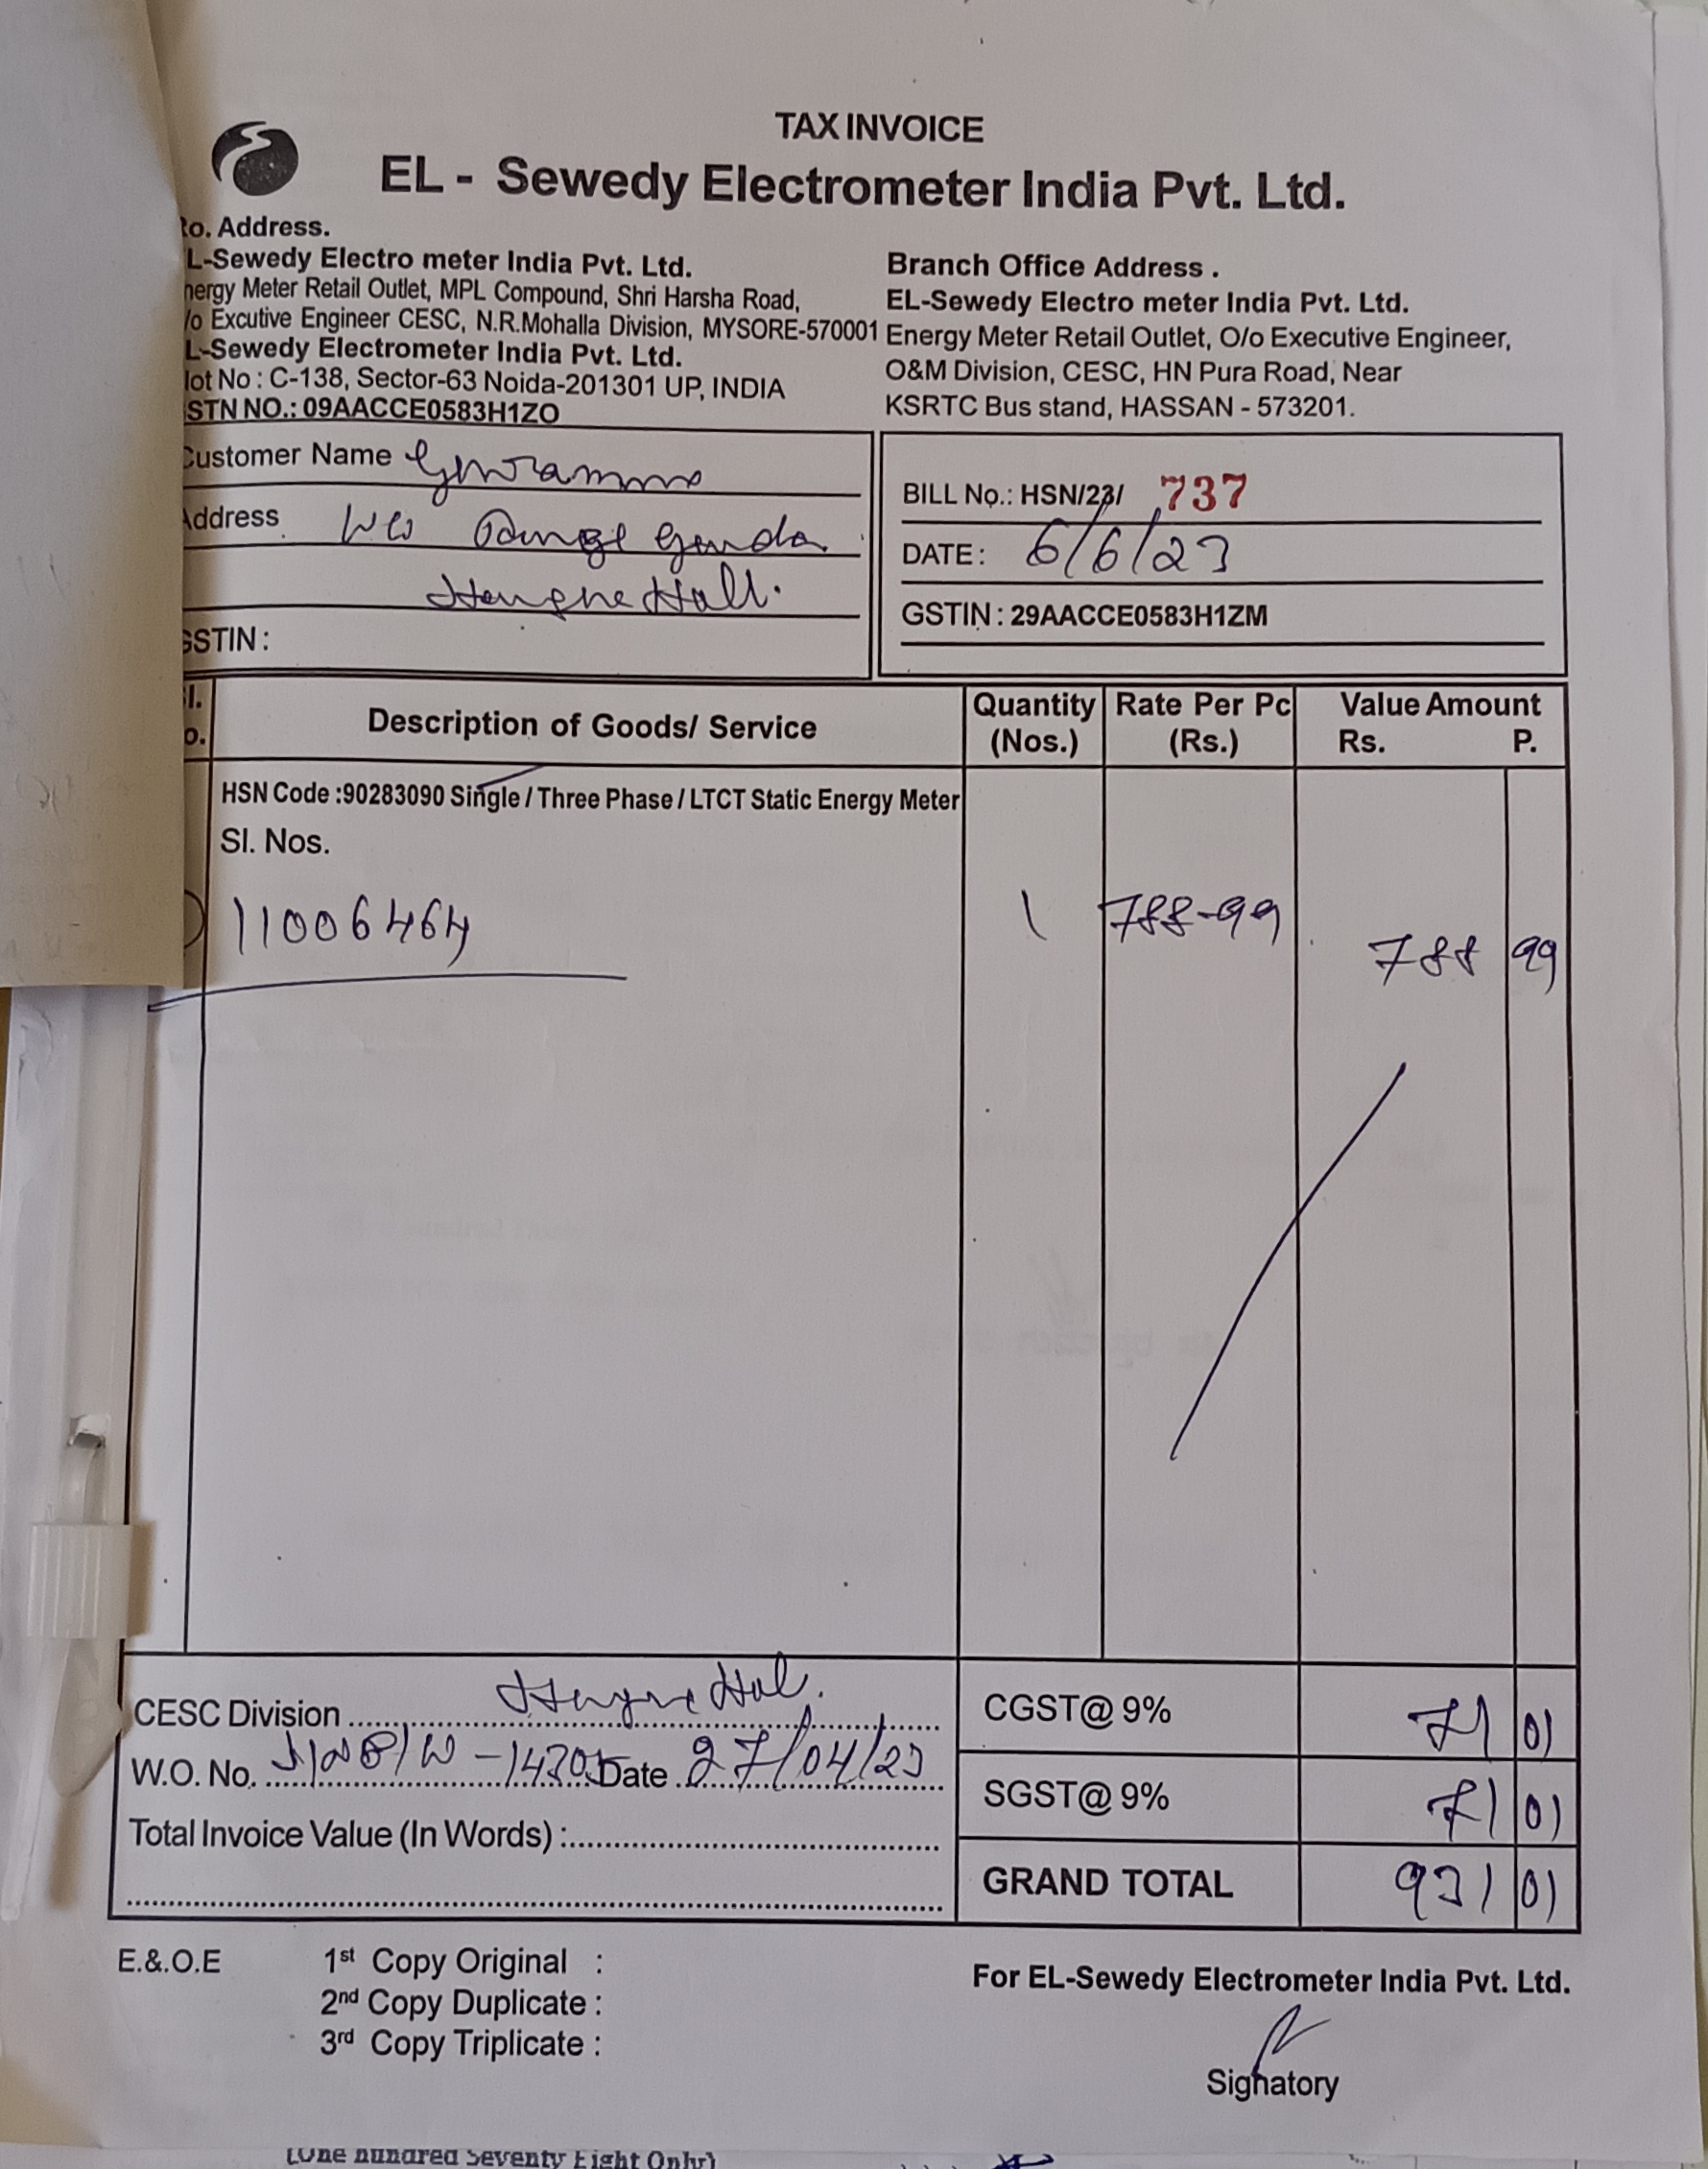 TAX INVOICE
EL - Sewedy Electrometer India Pvt. Ltd.
o. Address.
L-Sewedy Electro meter India Pvt. Ltd.
nergy Meter Retail Outlet, MPL Compound, Shri Harsha Road,
/o Excutive Engineer CESC, N.R.Mohalla Division, MYSORE-570001
L-Sewedy Electrometer India Pvt. Ltd.
lot No : C-138, Sector-63 Noida-201301 UP, INDIA
STN NO.: 09AACCE0583H1ZO
Branch Office Address .
EL-Sewedy Electro meter India Pvt. Ltd.
Energy Meter Retail Outlet, O/o Executive Engineer,
O&M Division, CESC, HN Pura Road, Near
KSRTC Bus stand, HASSAN - 573201.
Customer Name
Address
GSTIN :
BILL No.: HSN/23/ 737
DATE : 6/6/23
GSTIN : 29AACCE0583H1ZM
l. o. Description of Goods/ Service Quantity (Nos.) Rate Per Pc (Rs.) Value Amount Rs. P.
HSN Code :90283090 Single / Three Phase / LTCT Static Energy Meter
Sl. Nos.
11006464 1 788-99 788 99
CESC Division
W.O. No. Date 27/04/23
Total Invoice Value (In Words) :
CGST@ 9% 71 01
SGST@ 9% 71 01
GRAND TOTAL 931 01
E.&.O.E
1st Copy Original :
2nd Copy Duplicate :
3rd Copy Triplicate :
For EL-Sewedy Electrometer India Pvt. Ltd.
Signatory
(One hundred Seventy Eight Only)